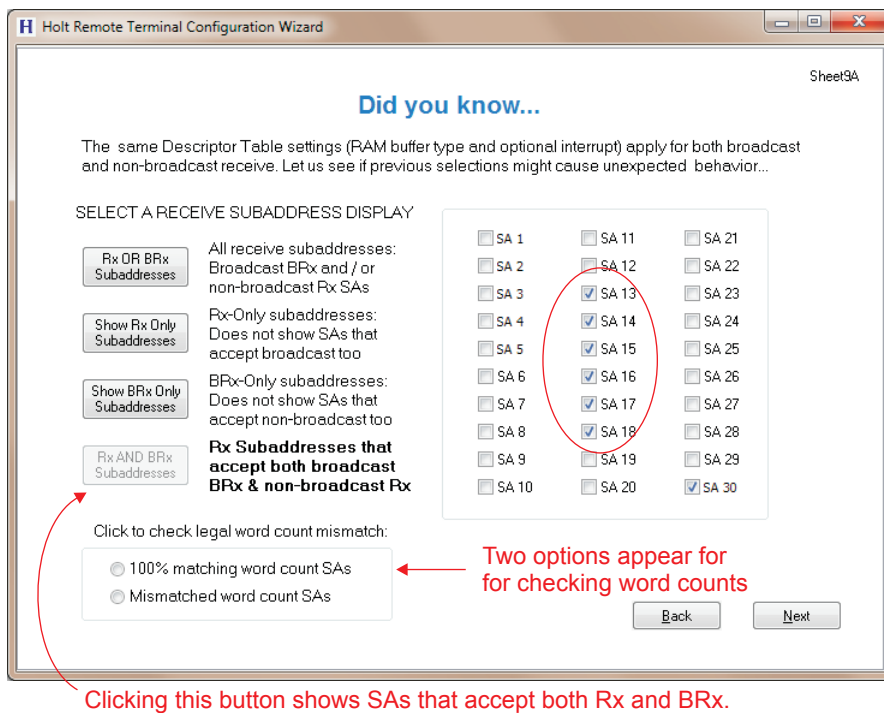 H Holt Remote Terminal Configuration Wizard
Sheet9A
Did you know...
The same Descriptor Table settings (RAM buffer type and optional interrupt) apply for both broadcast
and non-broadcast receive. Let us see if previous selections might cause unexpected behavior...
SELECT A RECEIVE SUBADDRESS DISPLAY
Rx OR BRx
Subaddresses
All receive subaddresses:
Broadcast BRx and / or
non-broadcast Rx SAs
Show Rx Only
Subaddresses
Rx-Only subaddresses:
Does not show SAs that
accept broadcast too
Show BRx Only
Subaddresses
BRx-Only subaddresses:
Does not show SAs that
accept non-broadcast too
Rx AND BRx
Subaddresses
Rx Subaddresses that
accept both broadcast
BRx & non-broadcast Rx
SA 1 SA 11 SA 21
SA 2 SA 12 SA 22
SA 3 SA 13 SA 23
SA 4 SA 14 SA 24
SA 5 SA 15 SA 25
SA 6 SA 16 SA 26
SA 7 SA 17 SA 27
SA 8 SA 18 SA 28
SA 9 SA 19 SA 29
SA 10 SA 20 SA 30
Click to check legal word count mismatch:
100% matching word count SAs
Mismatched word count SAs
Two options appear for
for checking word counts
Back Next
Clicking this button shows SAs that accept both Rx and BRx.